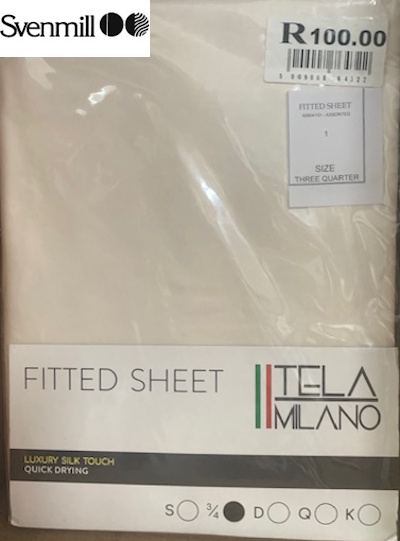 Svenmill
R100.00
FITTED SHEET
1
SIZE
THREE QUARTER
FITTED SHEET
TELA
MILANO
LUXURY SILK TOUCH
QUICK DRYING
S ¾ D Q K